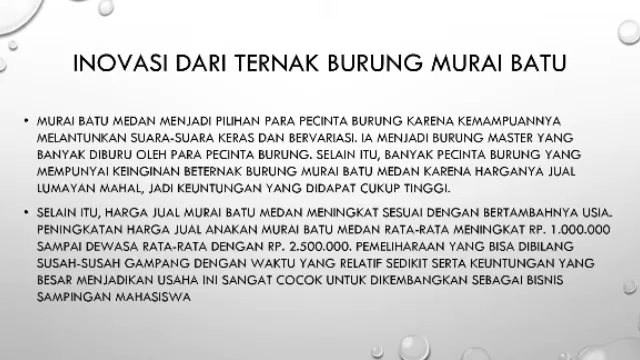 INOVASI DARI TERNAK BURUNG MURAI BATU
• MURAI BATU MEDAN MENJADI PILIHAN PARA PECINTA BURUNG KARENA KEMAMPUANNYA
MELANTUNKAN SUARA-SUARA KERAS DAN BERVARIASI. IA MENJADI BURUNG MASTER YANG
BANYAK DIBURU OLEH PARA PECINTA BURUNG. SELAIN ITU, BANYAK PECINTA BURUNG YANG
MEMPUNYAI KEINGINAN BETERNAK BURUNG MURAI BATU MEDAN KARENA HARGANYA JUAL
LUMAYAN MAHAL, JADI KEUNTUNGAN YANG DIDAPAT CUKUP TINGGI.
• SELAIN ITU, HARGA JUAL MURAI BATU MEDAN MENINGKAT SESUAI DENGAN BERTAMBAHNYA USIA.
PENINGKATAN HARGA JUAL ANAKAN MURAI BATU MEDAN RATA-RATA MENINGKAT RP. 1.000.000
SAMPAI DEWASA RATA-RATA DENGAN RP. 2.500.000. PEMELIHARAAN YANG BISA DIBILANG
SUSAH-SUSAH GAMPANG DENGAN WAKTU YANG RELATIF SEDIKIT SERTA KEUNTUNGAN YANG
BESAR MENJADIKAN USAHA INI SANGAT COCOK UNTUK DIKEMBANGKAN SEBAGAI BISNIS
SAMPINGAN MAHASISWA